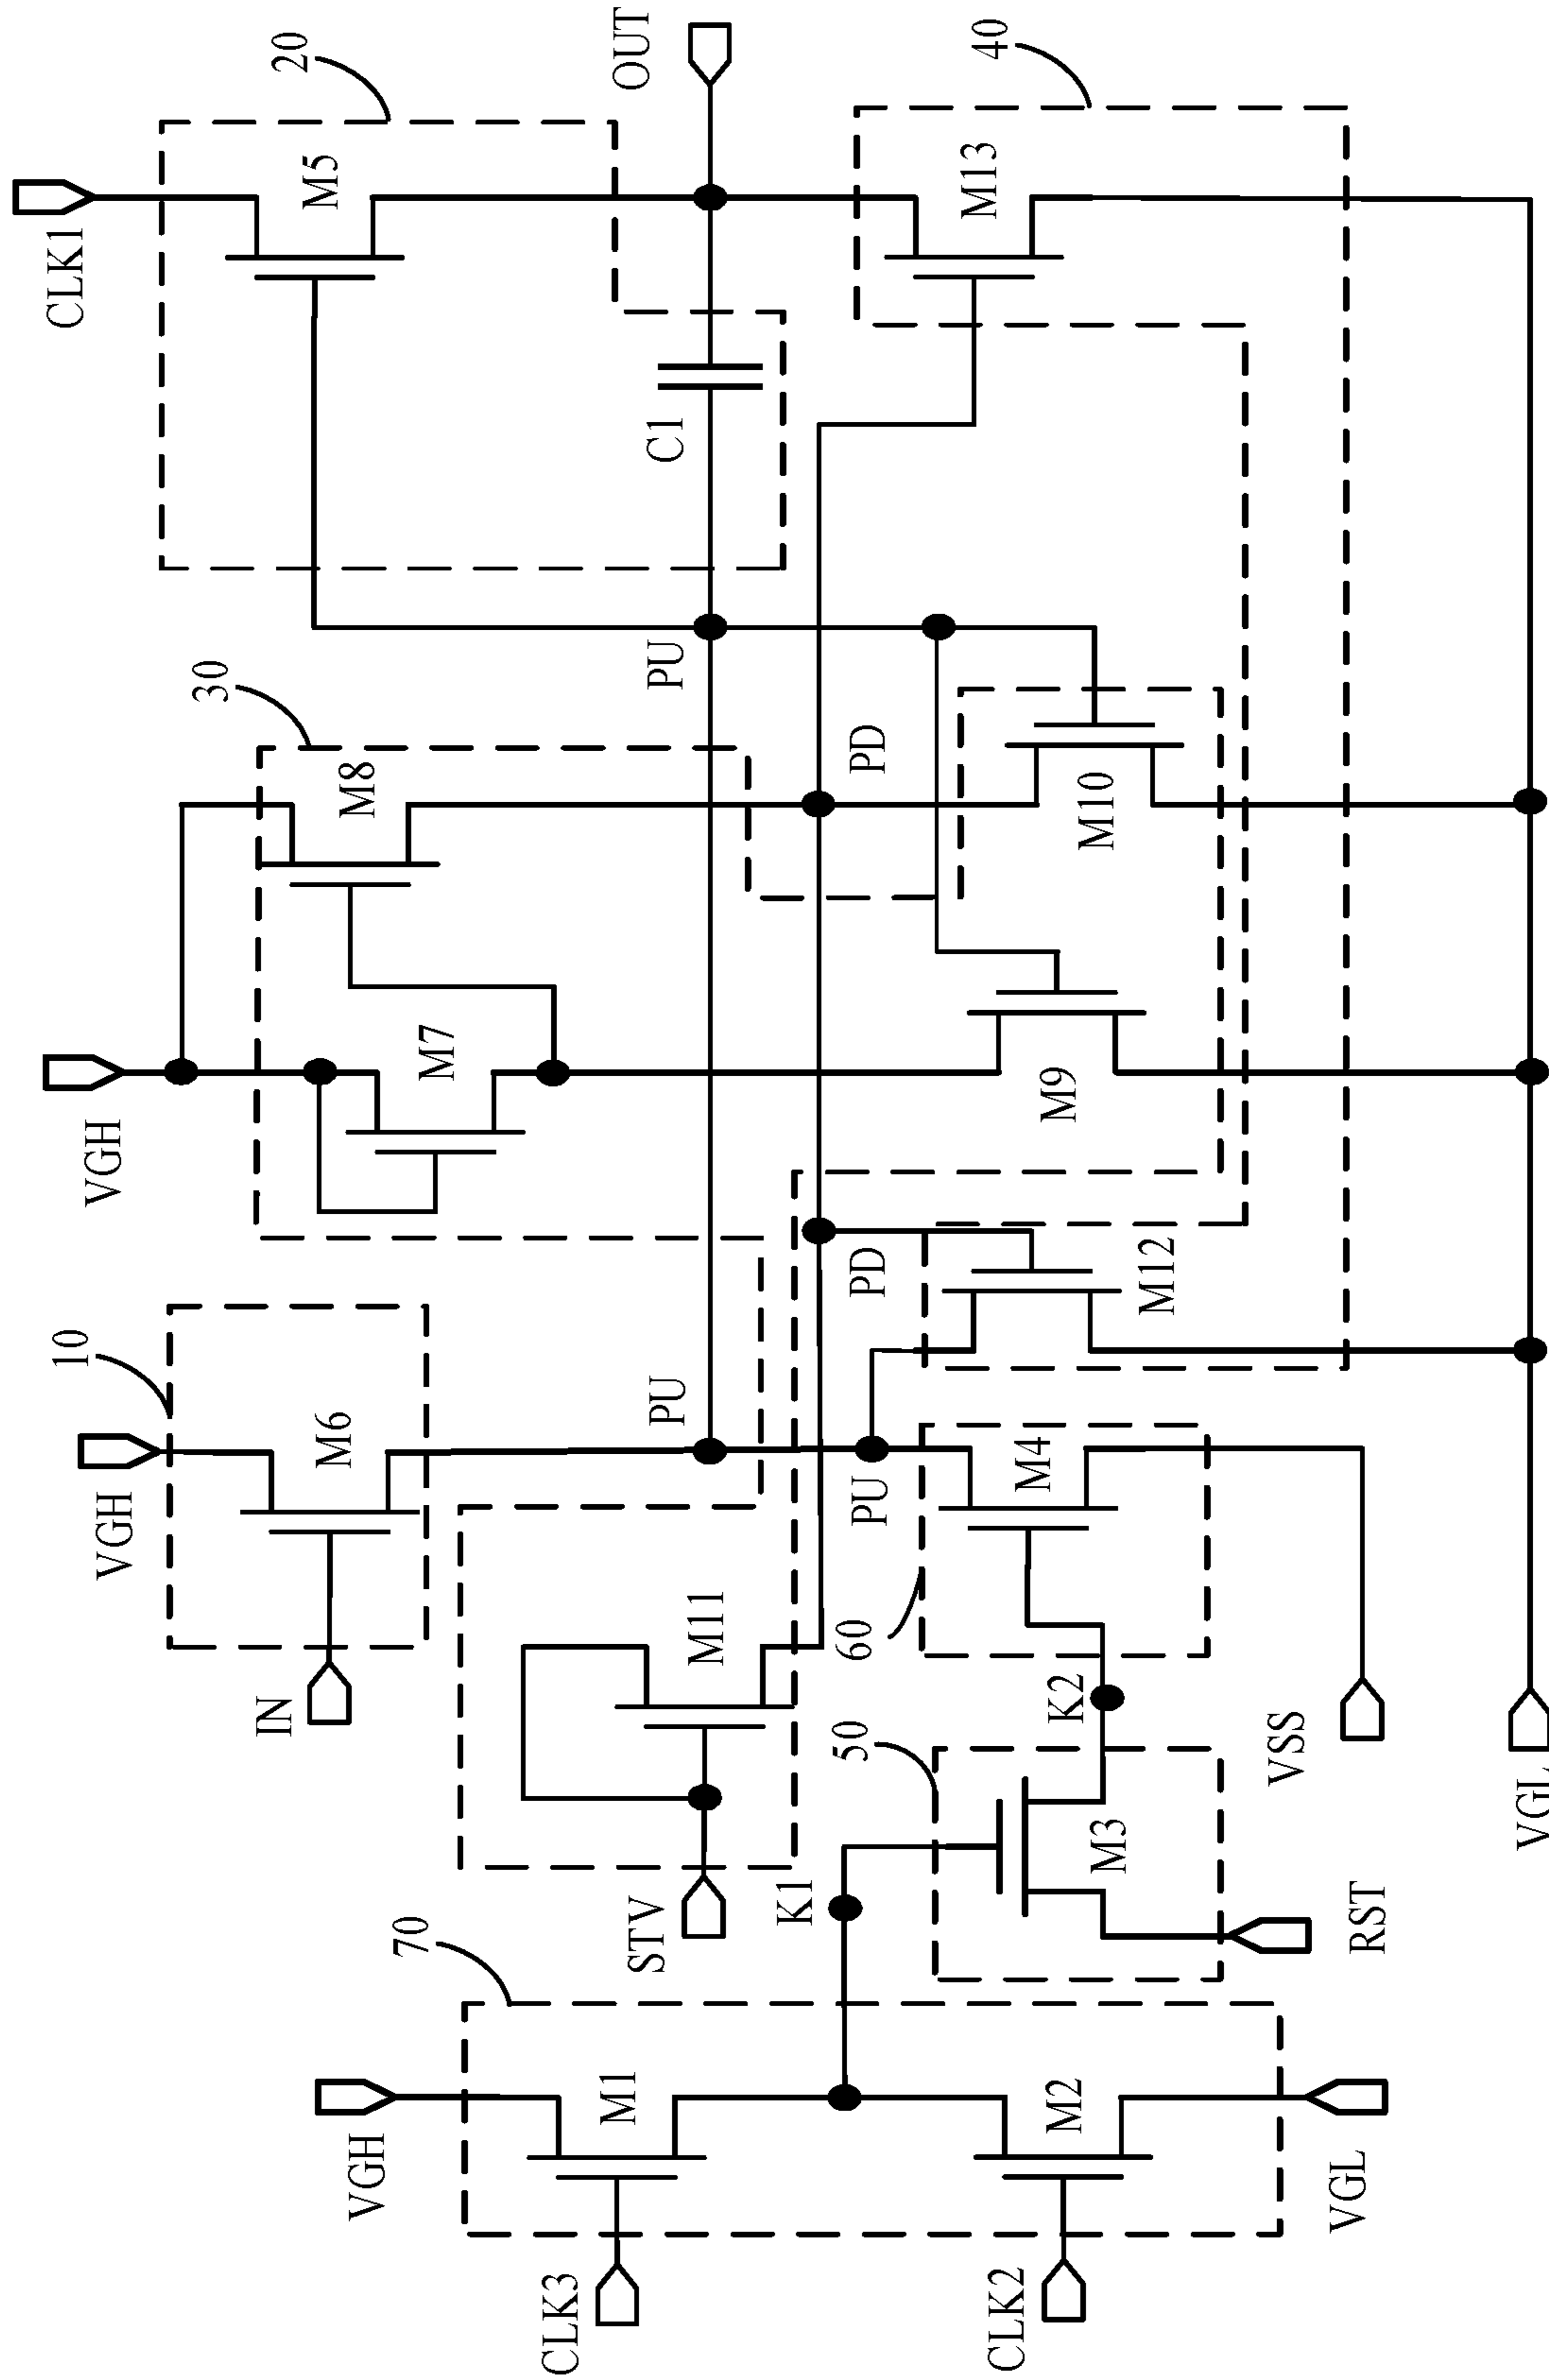 CLK1
20
OUT
40
M5
M13
C1
30
PU
PD
M8
M10
VGH
M7
M9
10
VGH
M6
PU
PD
M12
IN
M11
PU
M4
60
K2
50
M3
VSS
VGL
STV
K1
RST
70
VGH
M1
M2
VGL
CLK3
CLK2